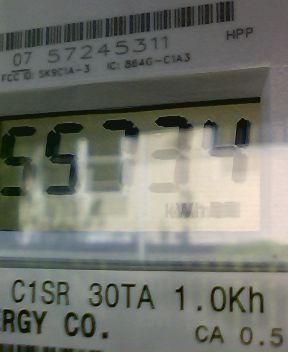 07 57245311
HPP
FCC ID: SK9C1A-3 IC: 864G-C1A3
55734
kWh
C1SR 30TA 1.0Kh
RGY CO.
CA 0.5